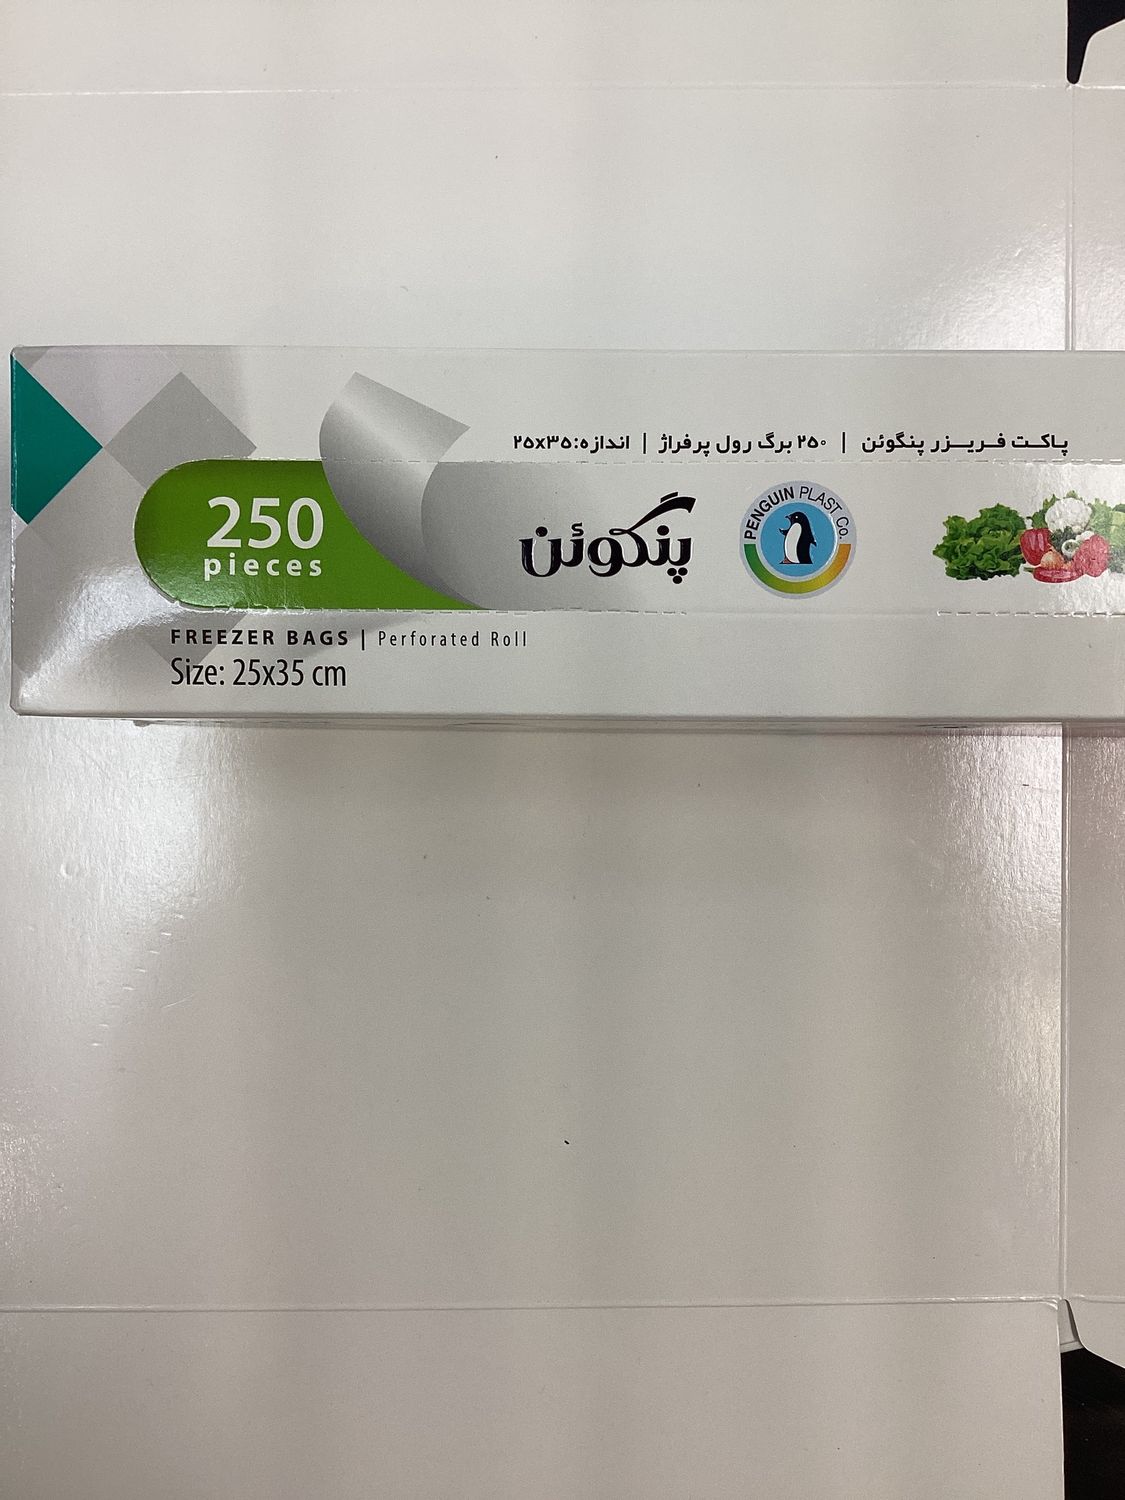 پاکت فریزر پنگوئن | ۲۵۰ برگ رول پرفراژ | اندازه:۲۵x۳۵
250
pieces
پنگوئن
PENGUIN PLAST Co.
FREEZER BAGS | Perforated Roll
Size: 25x35 cm